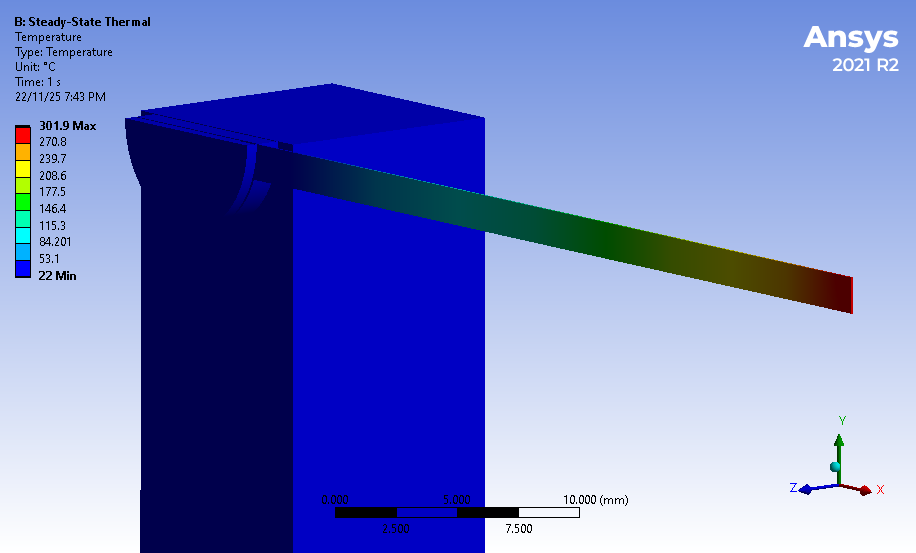 B: Steady-State Thermal
Temperature
Type: Temperature
Unit: °C
Time: 1 s
22/11/25 7:43 PM
Ansys
2021 R2
301.9 Max
270.8
239.7
208.6
177.5
146.4
115.3
84.201
53.1
22 Min
0.000 5.000 10.000 (mm)
2.500 7.500
Y
Z X